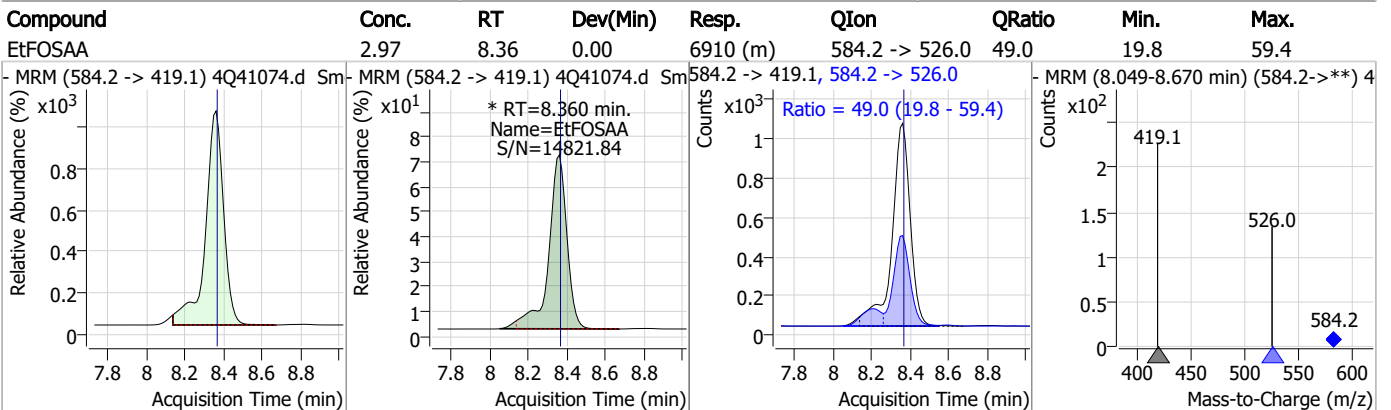 Compound Conc. RT Dev(Min) Resp. QIon QRatio Min. Max.
EtFOSAA 2.97 8.36 0.00 6910 (m) 584.2 -> 526.0 49.0 19.8 59.4
- MRM (584.2 -> 419.1) 4Q41074.d Sm
Relative Abundance (%)
x10³
0.8
0.6
0.4
0.2
0
7.8 8 8.2 8.4 8.6 8.8
Acquisition Time (min)
- MRM (584.2 -> 419.1) 4Q41074.d Sm
Relative Abundance (%)
x10¹
* RT=8.360 min.
Name=EtFOSAA
S/N=14821.84
8
7
6
5
4
3
2
1
0
7.8 8 8.2 8.4 8.6 8.8
Acquisition Time (min)
584.2 -> 419.1, 584.2 -> 526.0
Counts
x10³
Ratio = 49.0 (19.8 - 59.4)
1
0.8
0.6
0.4
0.2
0
7.8 8 8.2 8.4 8.6 8.8
Acquisition Time (min)
- MRM (8.049-8.670 min) (584.2->**) 4
Counts
x10²
419.1
526.0
584.2
2
1.5
1
0.5
0
400 450 500 550 600
Mass-to-Charge (m/z)